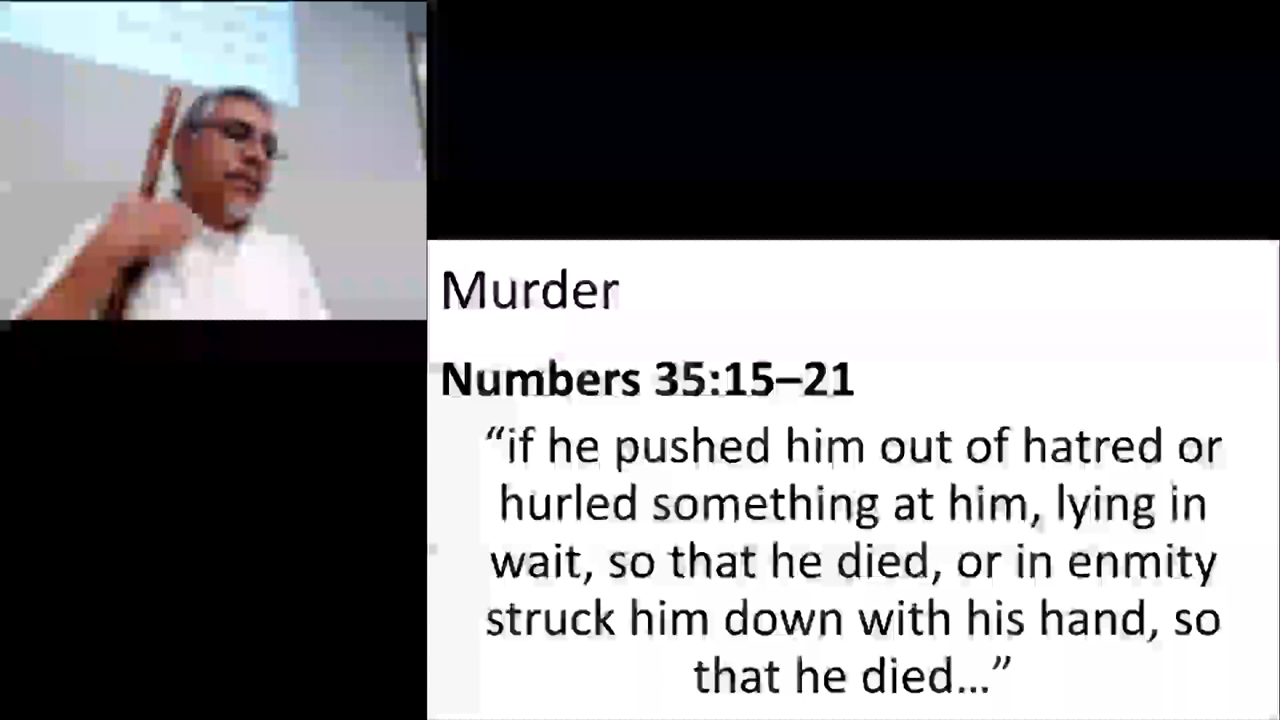 Murder
Numbers 35:15–21
“if he pushed him out of hatred or
hurled something at him, lying in
wait, so that he died, or in enmity
struck him down with his hand, so
that he died...”